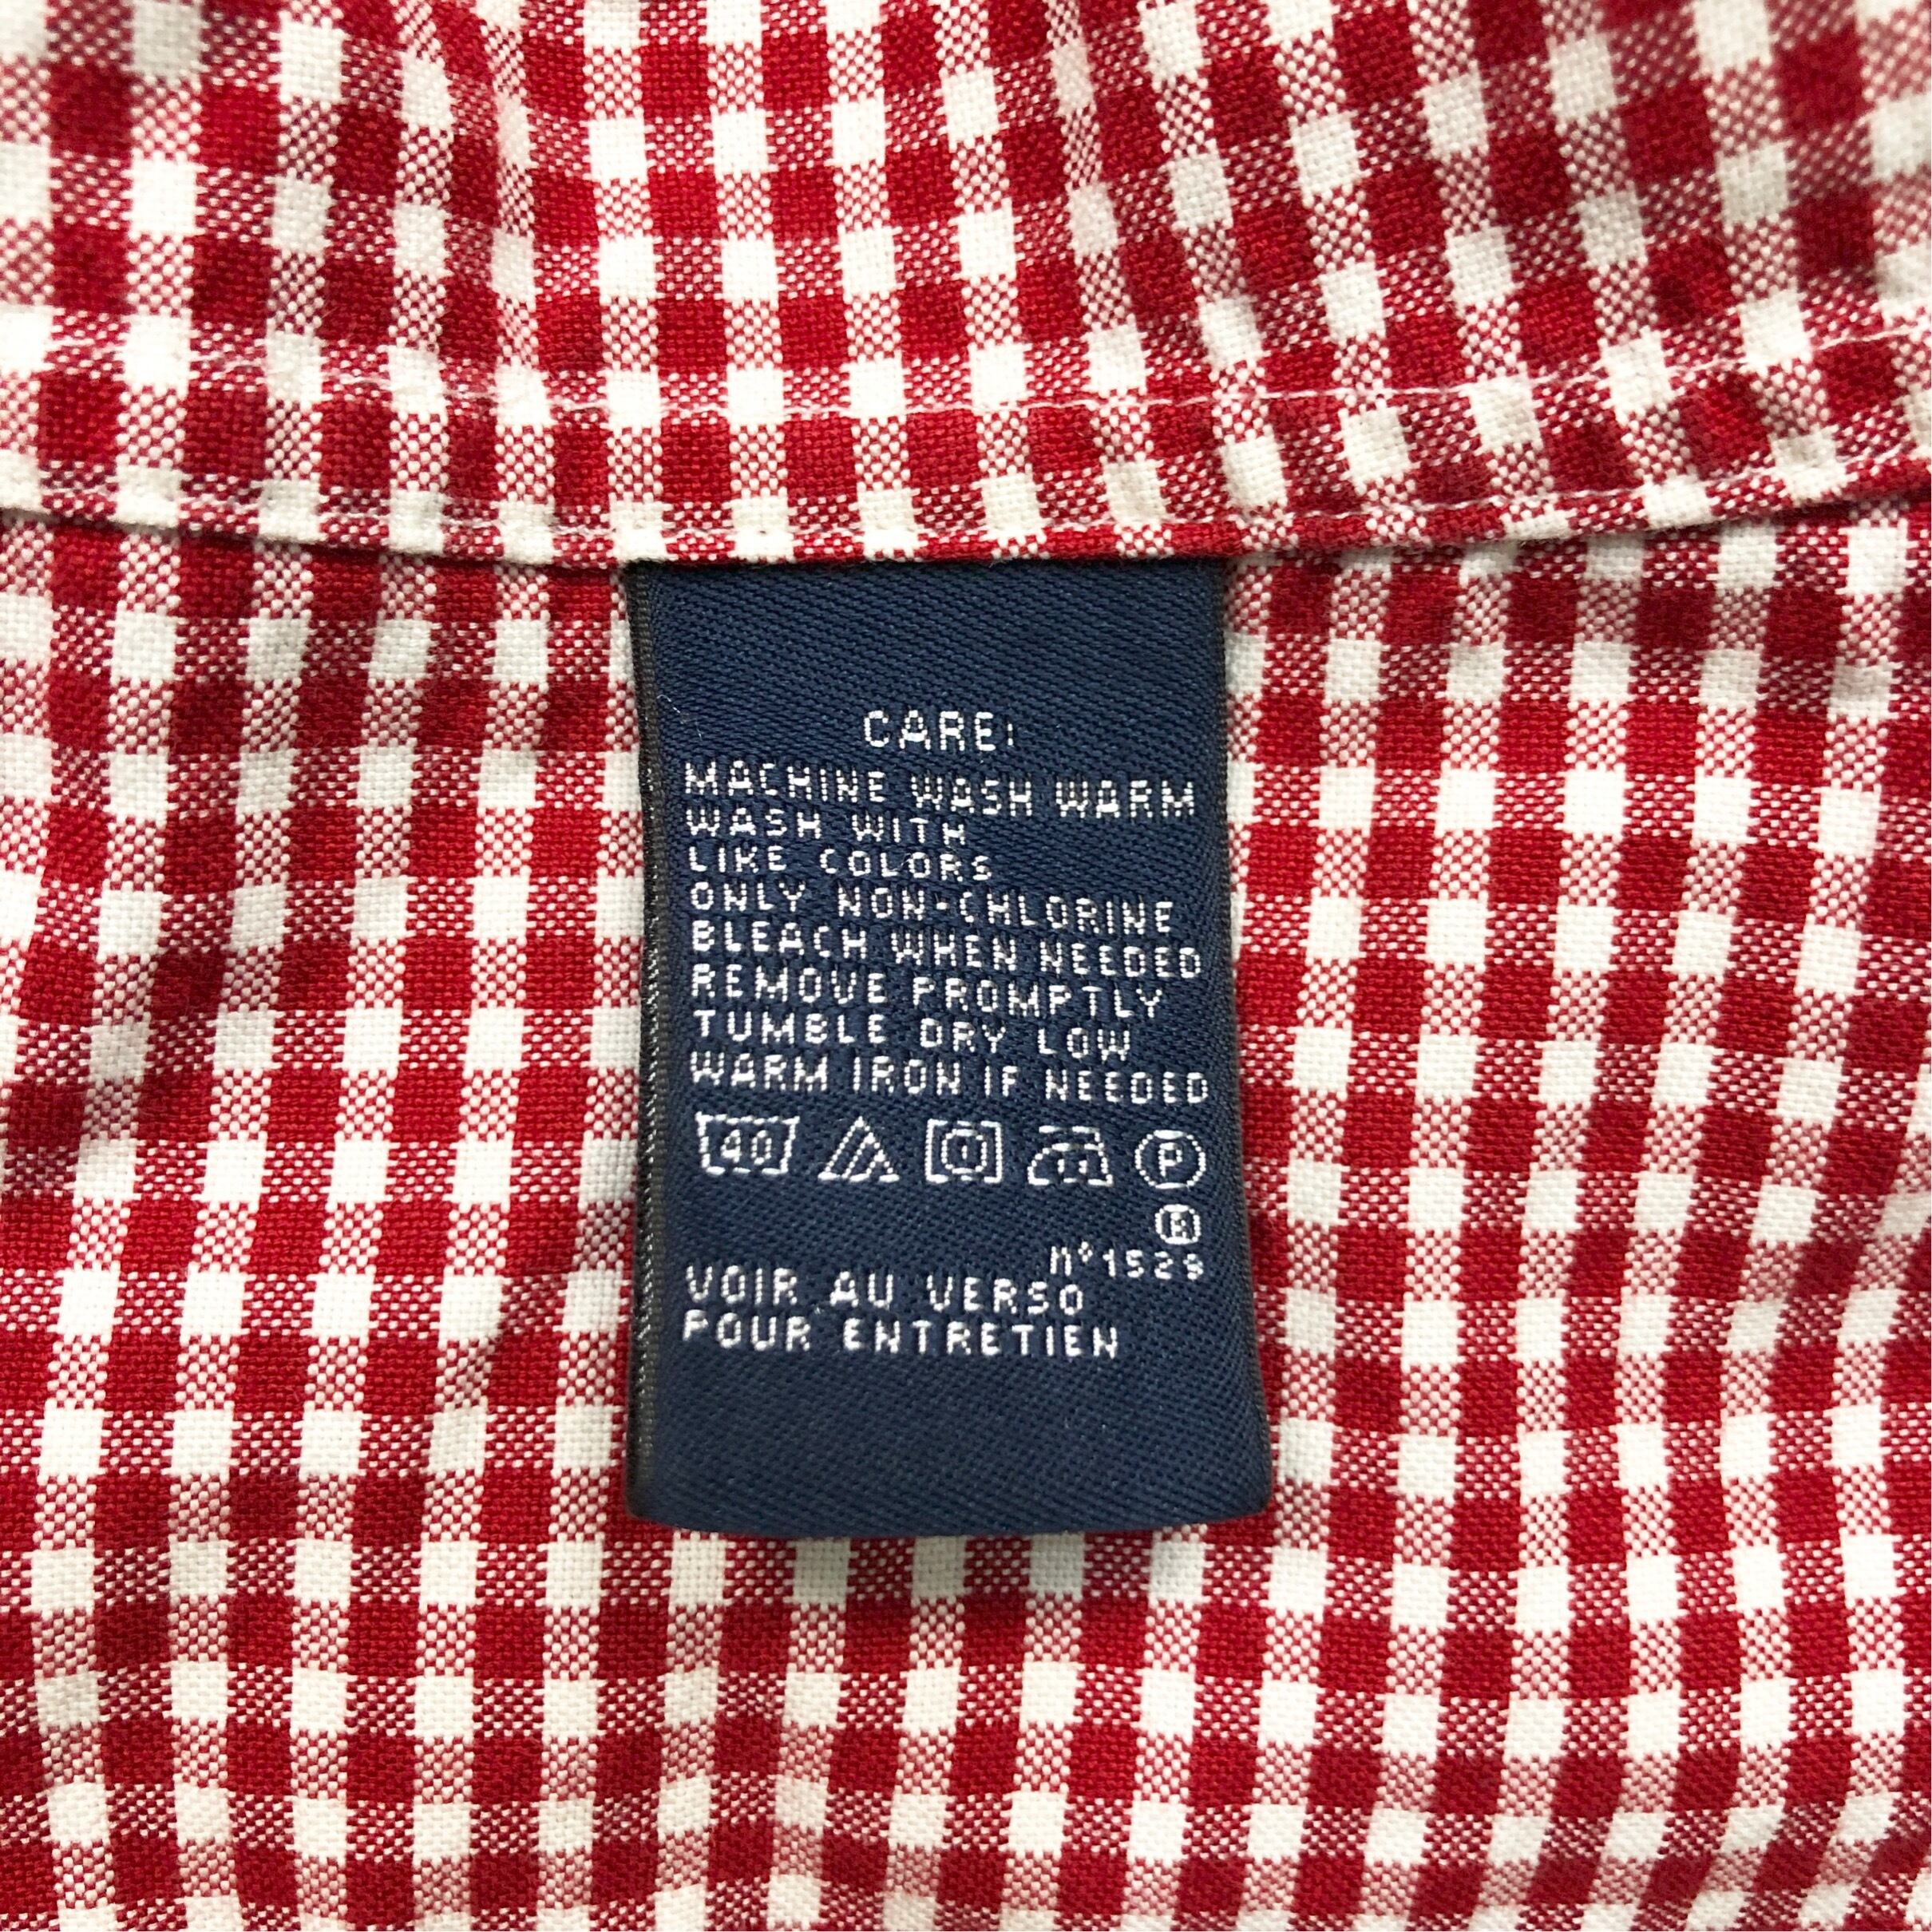 CARE:
MACHINE WASH WARM
WASH WITH
LIKE COLORS
ONLY NON-CHLORINE
BLEACH WHEN NEEDED
REMOVE PROMPTLY
TUMBLE DRY LOW
WARM IRON IF NEEDED
40 P
®
n°1529
VOIR AU VERSO
POUR ENTRETIEN